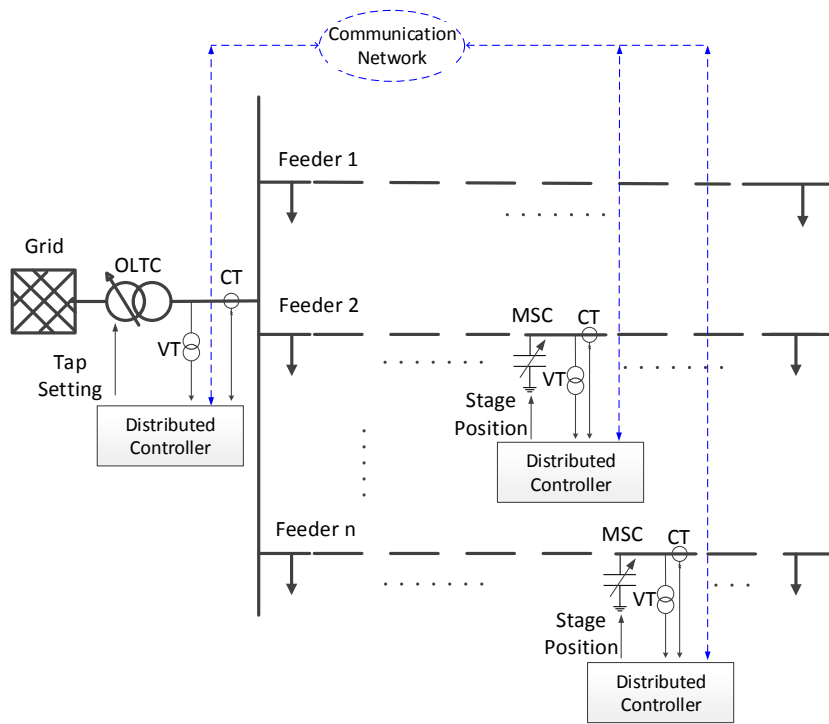 Communication
Network
Feeder 1
Grid
OLTC
CT
Feeder 2
MSC
CT
VT
VT
Tap
Setting
Stage
Position
Distributed
Controller
Distributed
Controller
Feeder n
MSC
CT
VT
Stage
Position
Distributed
Controller